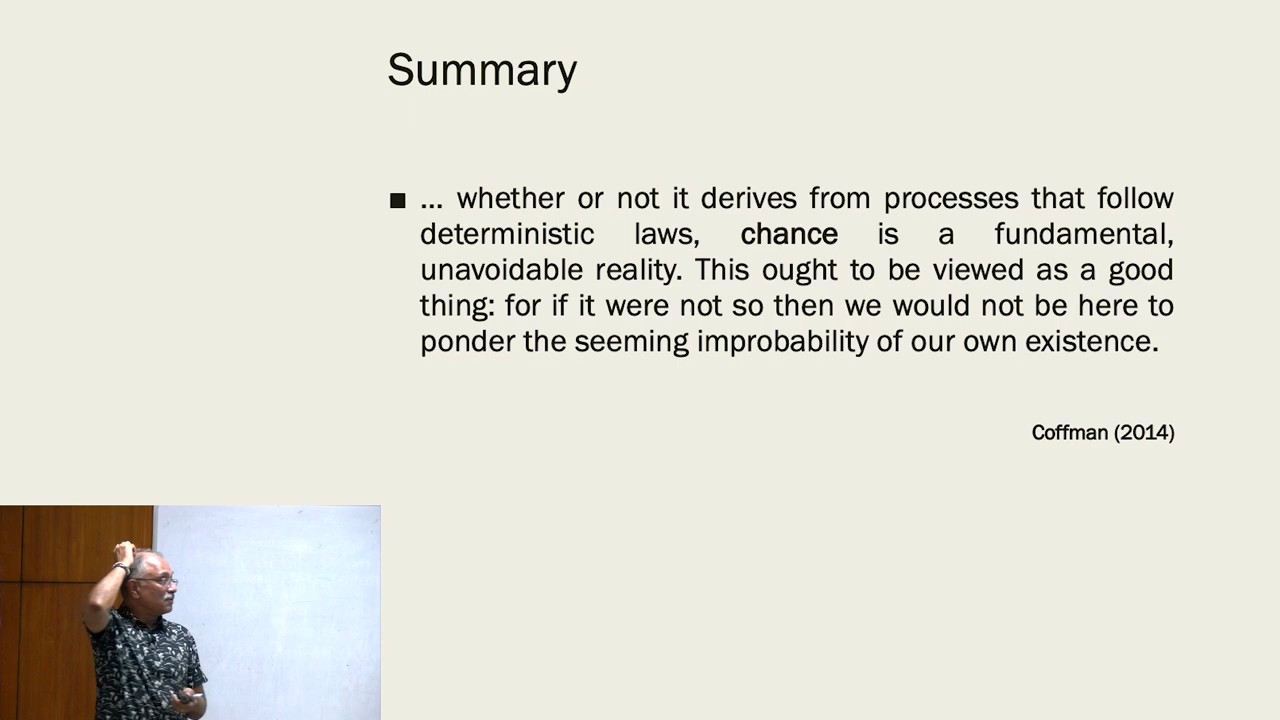 Summary
■ ... whether or not it derives from processes that follow
deterministic laws, chance is a fundamental,
unavoidable reality. This ought to be viewed as a good
thing: for if it were not so then we would not be here to
ponder the seeming improbability of our own existence.
Coffman (2014)